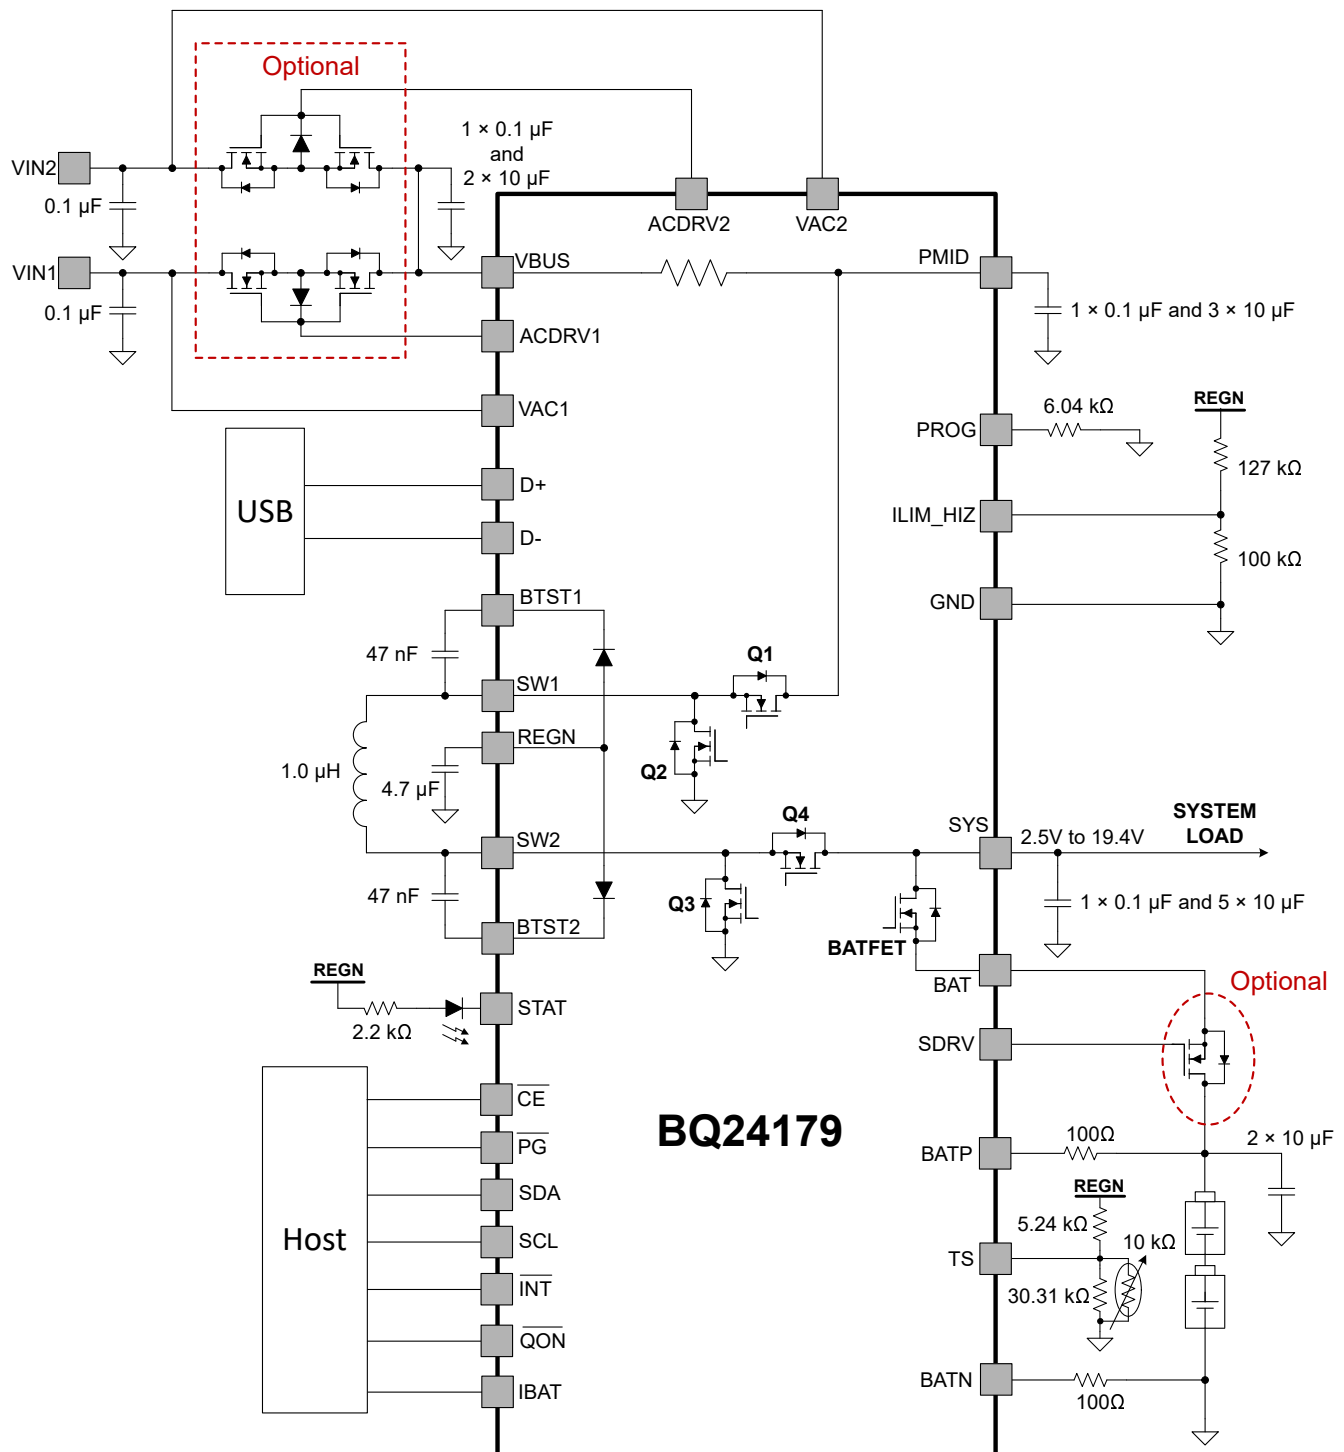 Optional
1 × 0.1 µF
and
2 × 10 µF
VIN2
0.1 µF
ACDRV2
VAC2
VIN1
VBUS
PMID
0.1 µF
1 × 0.1 µF and 3 × 10 µF
ACDRV1
VAC1
REGN
6.04 kΩ
PROG
127 kΩ
USB
D+
D-
ILIM_HIZ
100 kΩ
BTST1
GND
47 nF
Q1
SW1
REGN
1.0 µH
4.7 µF
Q2
Q4
SYS
SYSTEM
LOAD
2.5V to 19.4V
SW2
47 nF
Q3
1 × 0.1 µF and 5 × 10 µF
BTST2
BATFET
REGN
BAT
Optional
STAT
2.2 kΩ
SDRV
Host
CE
PG
SDA
SCL
INT
QON
IBAT
BQ24179
BATP
100Ω
2 × 10 µF
REGN
5.24 kΩ
10 kΩ
TS
30.31 kΩ
BATN
100Ω